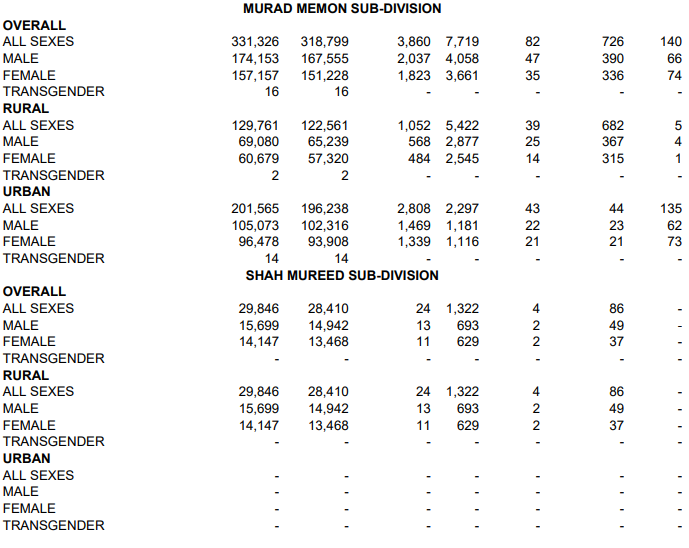 MURAD MEMON SUB-DIVISION
OVERALL
ALL SEXES 331,326 318,799 3,860 7,719 82 726 140
MALE 174,153 167,555 2,037 4,058 47 390 66
FEMALE 157,157 151,228 1,823 3,661 35 336 74
TRANSGENDER 16 16 - - - - -
RURAL
ALL SEXES 129,761 122,561 1,052 5,422 39 682 5
MALE 69,080 65,239 568 2,877 25 367 4
FEMALE 60,679 57,320 484 2,545 14 315 1
TRANSGENDER 2 2 - - - - -
URBAN
ALL SEXES 201,565 196,238 2,808 2,297 43 44 135
MALE 105,073 102,316 1,469 1,181 22 23 62
FEMALE 96,478 93,908 1,339 1,116 21 21 73
TRANSGENDER 14 14 - - - - -
SHAH MUREED SUB-DIVISION
OVERALL
ALL SEXES 29,846 28,410 24 1,322 4 86 -
MALE 15,699 14,942 13 693 2 49 -
FEMALE 14,147 13,468 11 629 2 37 -
TRANSGENDER - - - - - - -
RURAL
ALL SEXES 29,846 28,410 24 1,322 4 86 -
MALE 15,699 14,942 13 693 2 49 -
FEMALE 14,147 13,468 11 629 2 37 -
TRANSGENDER - - - - - - -
URBAN
ALL SEXES - - - - - - -
MALE - - - - - - -
FEMALE - - - - - - -
TRANSGENDER - - - - - - -